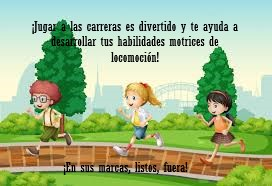 ¡Jugar a las carreras es divertido y te ayuda a
desarrollar tus habilidades motrices de
locomoción!
¡En sus marcas, listos, fuera!